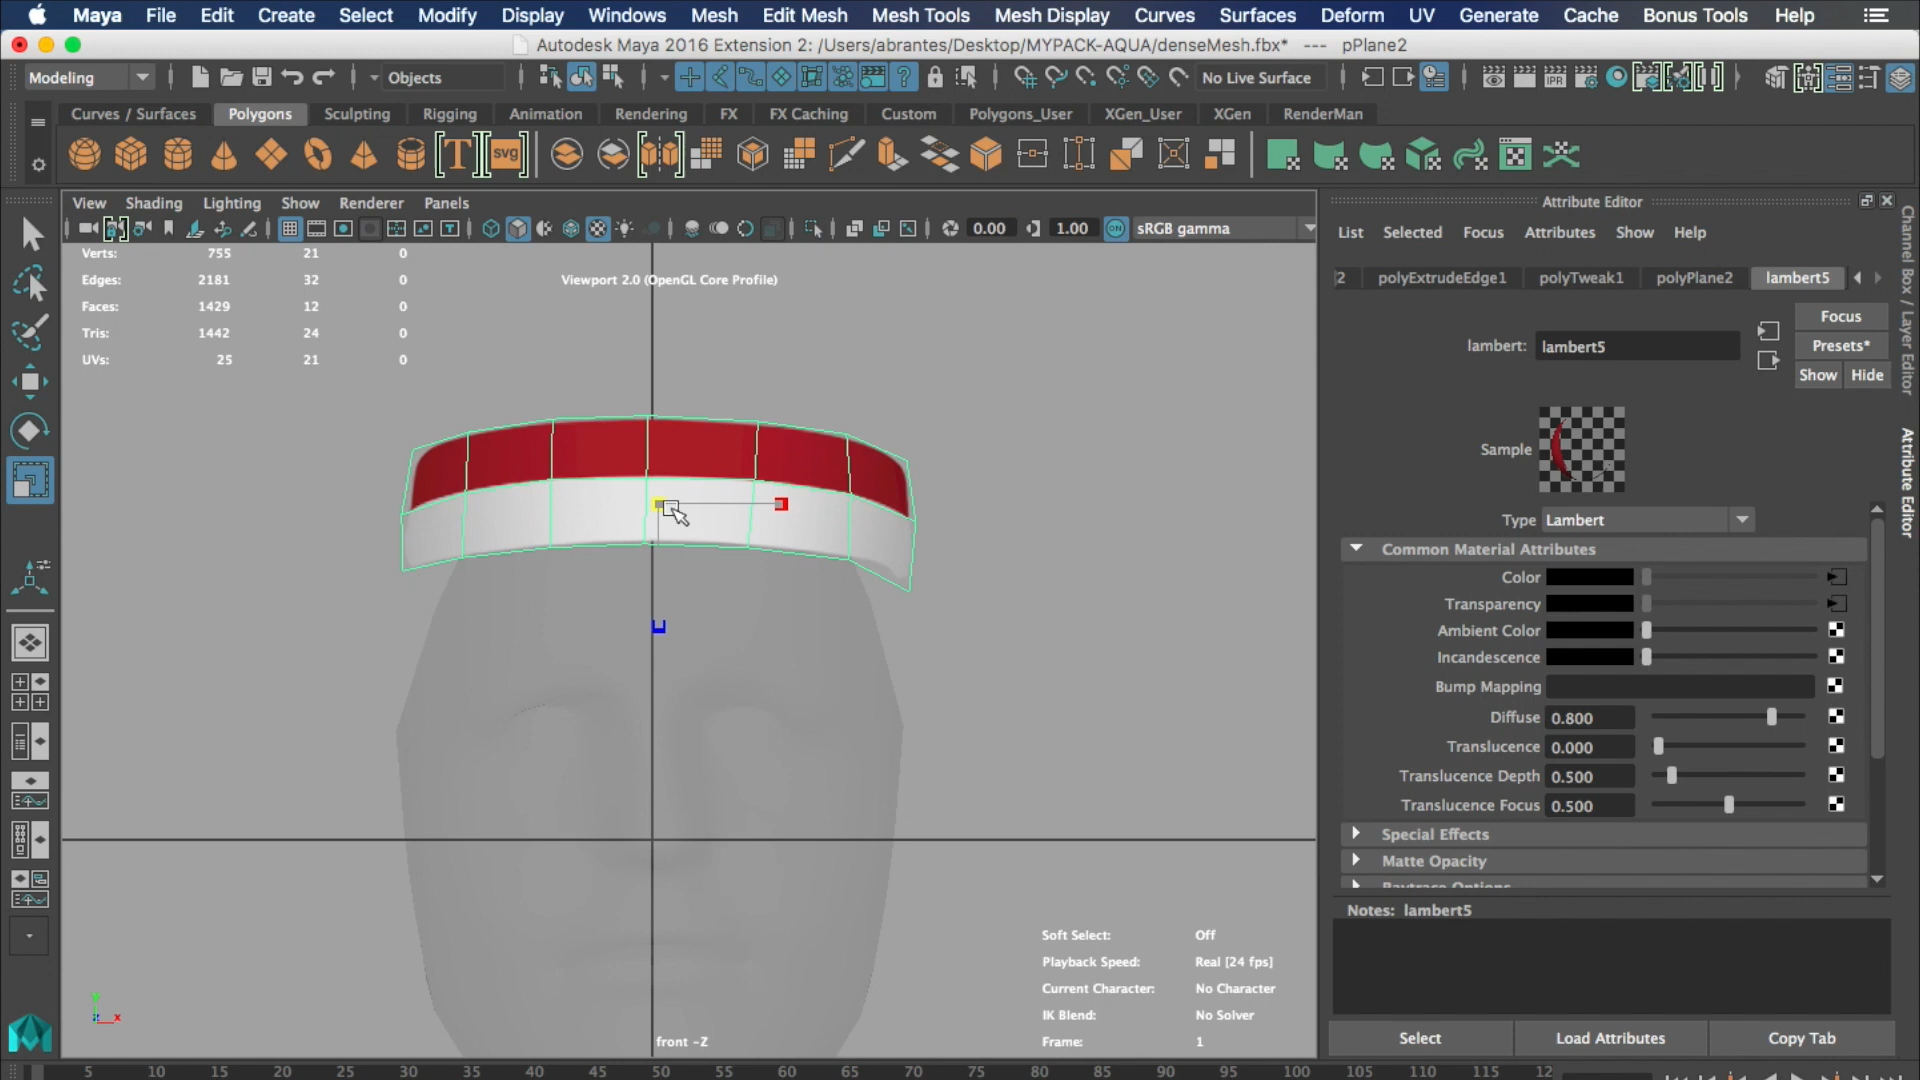 Maya File Edit Create Select Modify Display Windows Mesh Edit Mesh Mesh Tools Mesh Display Curves Surfaces Deform UV Generate Cache Bonus Tools Help
Autodesk Maya 2016 Extension 2: /Users/abrantes/Desktop/MYPACK-AQUA/denseMesh.fbx* --- pPlane2
Modeling Objects No Live Surface IPR
Curves / Surfaces Polygons Sculpting Rigging Animation Rendering FX FX Caching Custom Polygons_User XGen_User XGen RenderMan
T svg
View Shading Lighting Show Renderer Panels
0.00 1.00 ON sRGB gamma
Verts: 755 21 0
Edges: 2181 32 0
Faces: 1429 12 0
Tris: 1442 24 0
UVs: 25 21 0
Viewport 2.0 (OpenGL Core Profile)
Soft Select: Off
Playback Speed: Real [24 fps]
Current Character: No Character
IK Blend: No Solver
Frame: 1
front -Z
y
z x
Attribute Editor
List Selected Focus Attributes Show Help
2 polyExtrudeEdge1 polyTweak1 polyPlane2 lambert5
lambert: lambert5
Focus
Presets*
Show Hide
Sample
Type Lambert
Common Material Attributes
Color
Transparency
Ambient Color
Incandescence
Bump Mapping
Diffuse 0.800
Translucence 0.000
Translucence Depth 0.500
Translucence Focus 0.500
Special Effects
Matte Opacity
Raytrace Options
Notes: lambert5
Select Load Attributes Copy Tab
Channel Box / Layer Editor
Attribute Editor
5 10 15 20 25 30 35 40 45 50 55 60 65 70 75 80 85 90 95 100 105 110 115 12